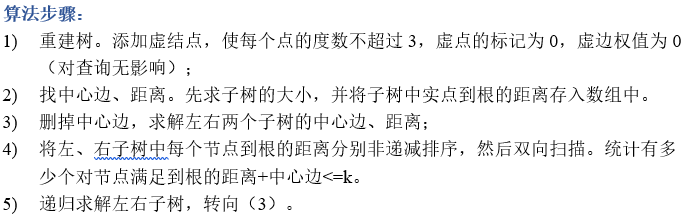 算法步骤：
1) 重建树。添加虚结点，使每个点的度数不超过 3，虚点的标记为 0，虚边权值为 0
（对查询无影响）；
2) 找中心边、距离。先求子树的大小，并将子树中实点到根的距离存入数组中。
3) 删掉中心边，求解左右两个子树的中心边、距离；
4) 将左、右子树中每个节点到根的距离分别非递减排序，然后双向扫描。统计有多
少个对节点满足到根的距离+中心边<=k。
5) 递归求解左右子树，转向（3）。